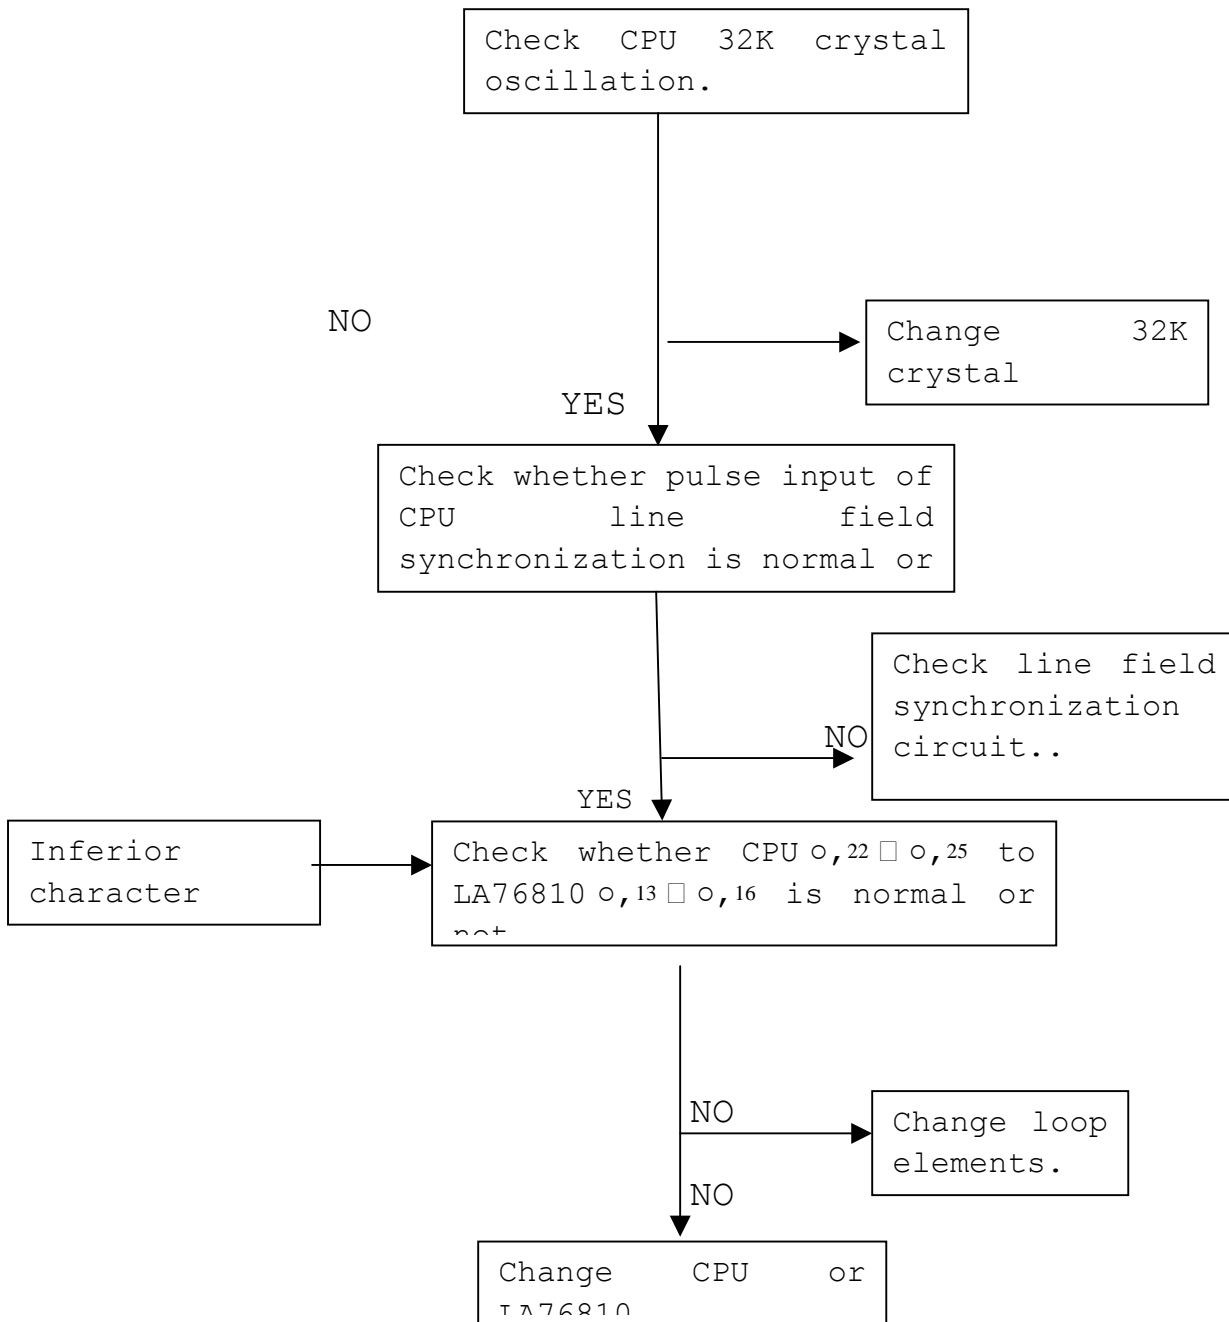 Check CPU 32K crystal
oscillation.
NO
Change 32K
crystal
YES
Check whether pulse input of
CPU line field
synchronization is normal or
Check line field
synchronization
circuit..
NO
YES
Inferior
character
Check whether CPU ○,22 □ ○,25 to
LA76810 ○,13 □ ○,16 is normal or
not
NO
Change loop
elements.
NO
Change CPU or
LA76810